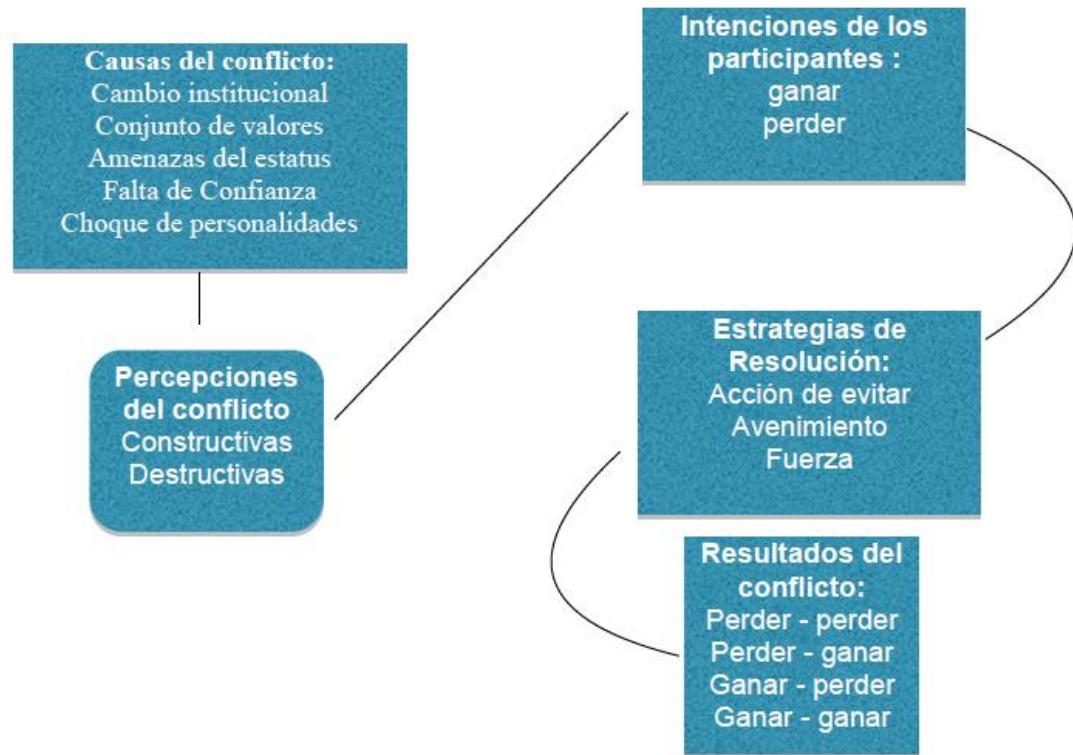 Causas del conflicto:
Cambio institucional
Conjunto de valores
Amenazas del estatus
Falta de Confianza
Choque de personalidades
Percepciones
del conflicto
Constructivas
Destructivas
Intenciones de los
participantes :
ganar
perder
Estrategias de
Resolución:
Acción de evitar
Avenimiento
Fuerza
Resultados del
conflicto:
Perder - perder
Perder - ganar
Ganar - perder
Ganar - ganar